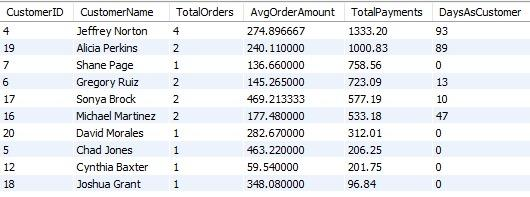 CustomerID CustomerName TotalOrders AvgOrderAmount TotalPayments DaysAsCustomer
4 Jeffrey Norton 4 274.896667 1333.20 93
19 Alicia Perkins 2 240.110000 1000.83 89
7 Shane Page 1 136.660000 758.56 0
6 Gregory Ruiz 2 145.265000 723.09 13
17 Sonya Brock 2 469.213333 577.19 10
16 Michael Martinez 2 177.480000 533.18 47
20 David Morales 1 282.670000 312.01 0
5 Chad Jones 1 463.220000 206.25 0
12 Cynthia Baxter 1 59.540000 201.75 0
18 Joshua Grant 1 348.080000 96.84 0